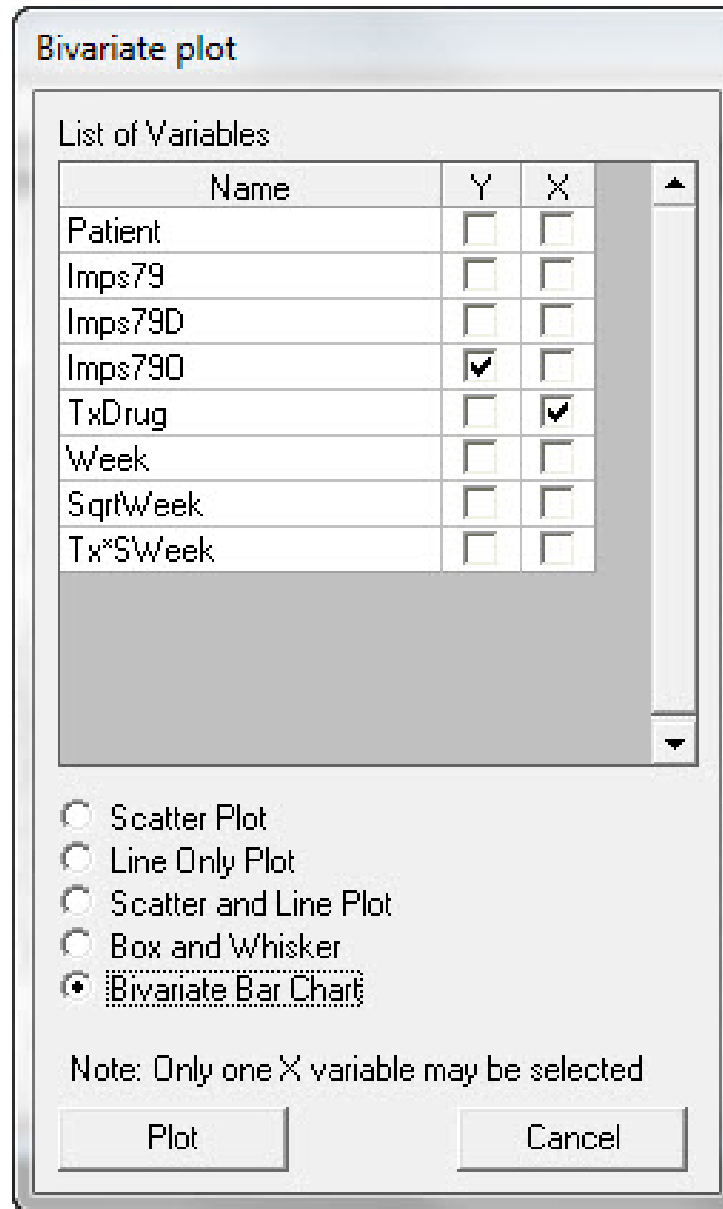 Bivariate plot
List of Variables
Name Y X
Patient
Imps79
Imps79D
Imps79O
TxDrug
Week
SqrtWeek
Tx*SWeek
Scatter Plot
Line Only Plot
Scatter and Line Plot
Box and Whisker
Bivariate Bar Chart
Note: Only one X variable may be selected
Plot Cancel